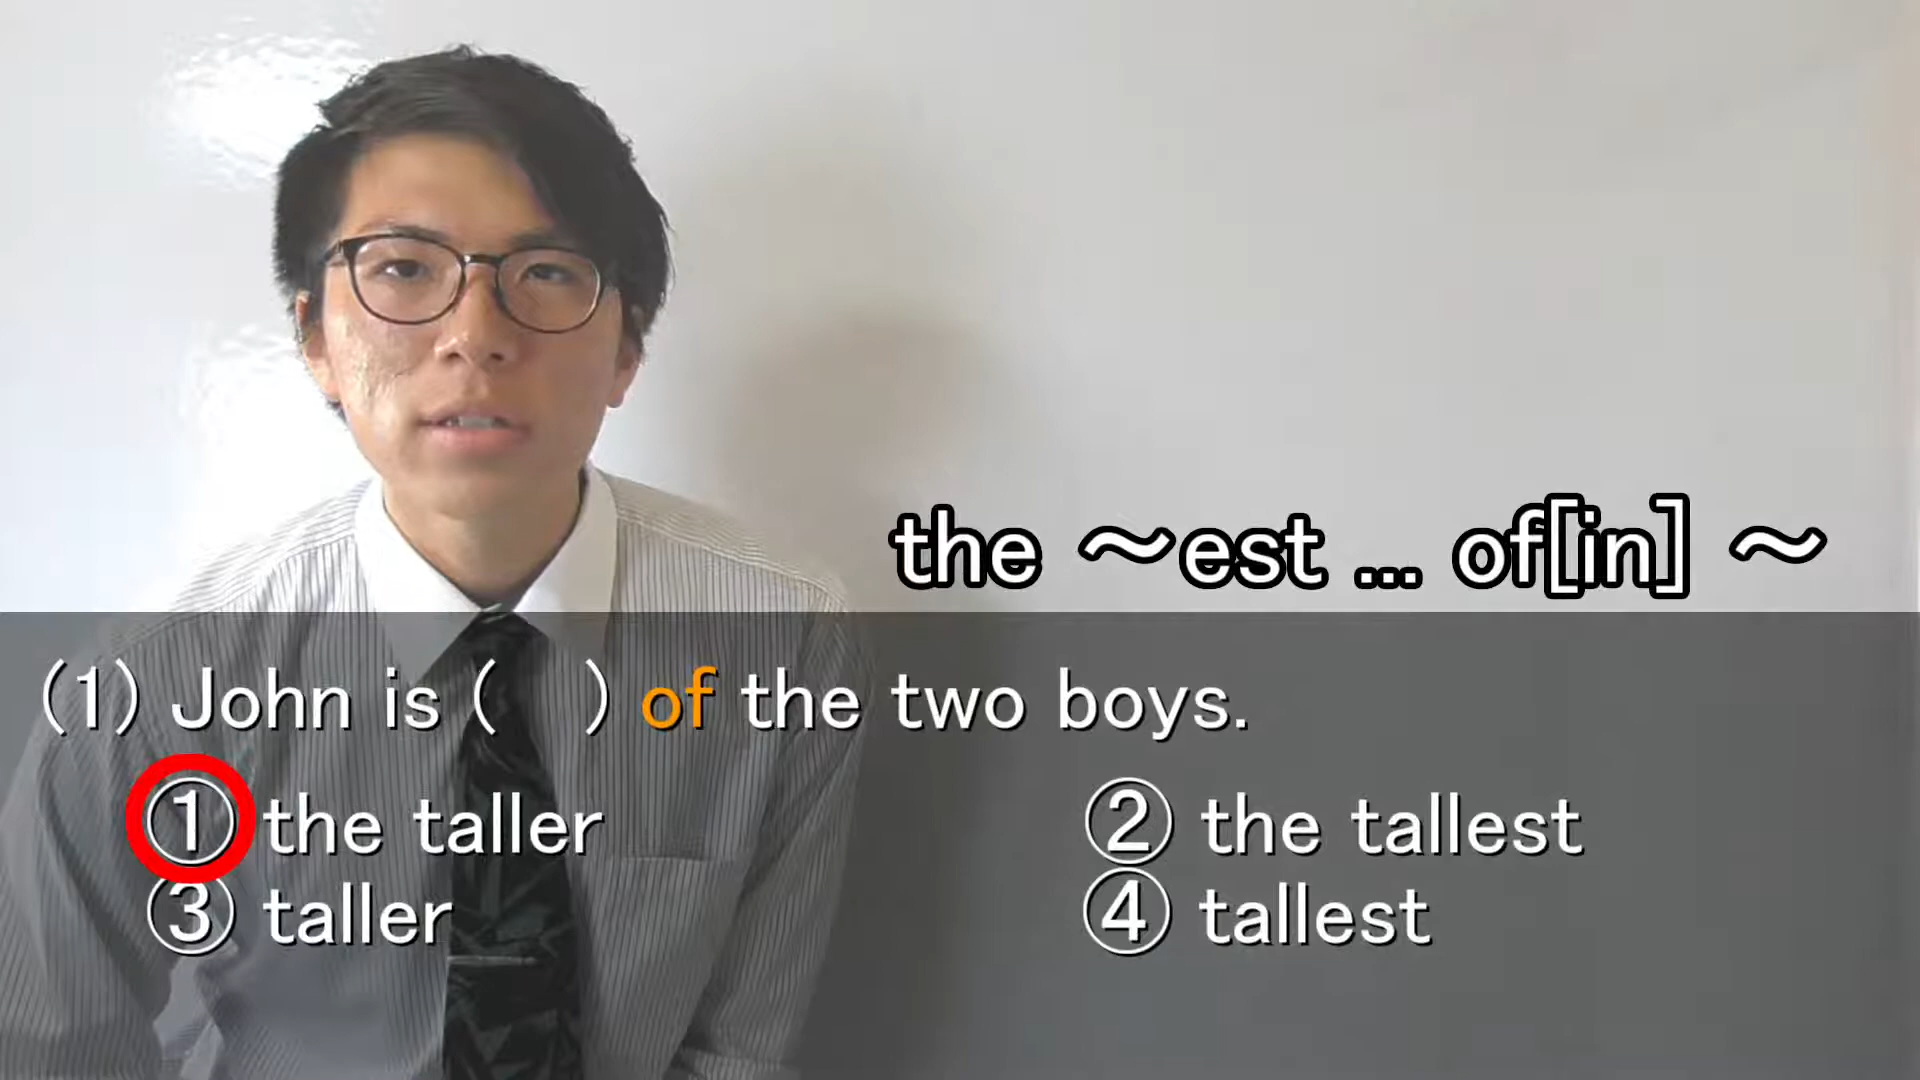 the ～est ... of[in] ～
(1) John is (   ) of the two boys.
① the taller
② the tallest
③ taller
④ tallest